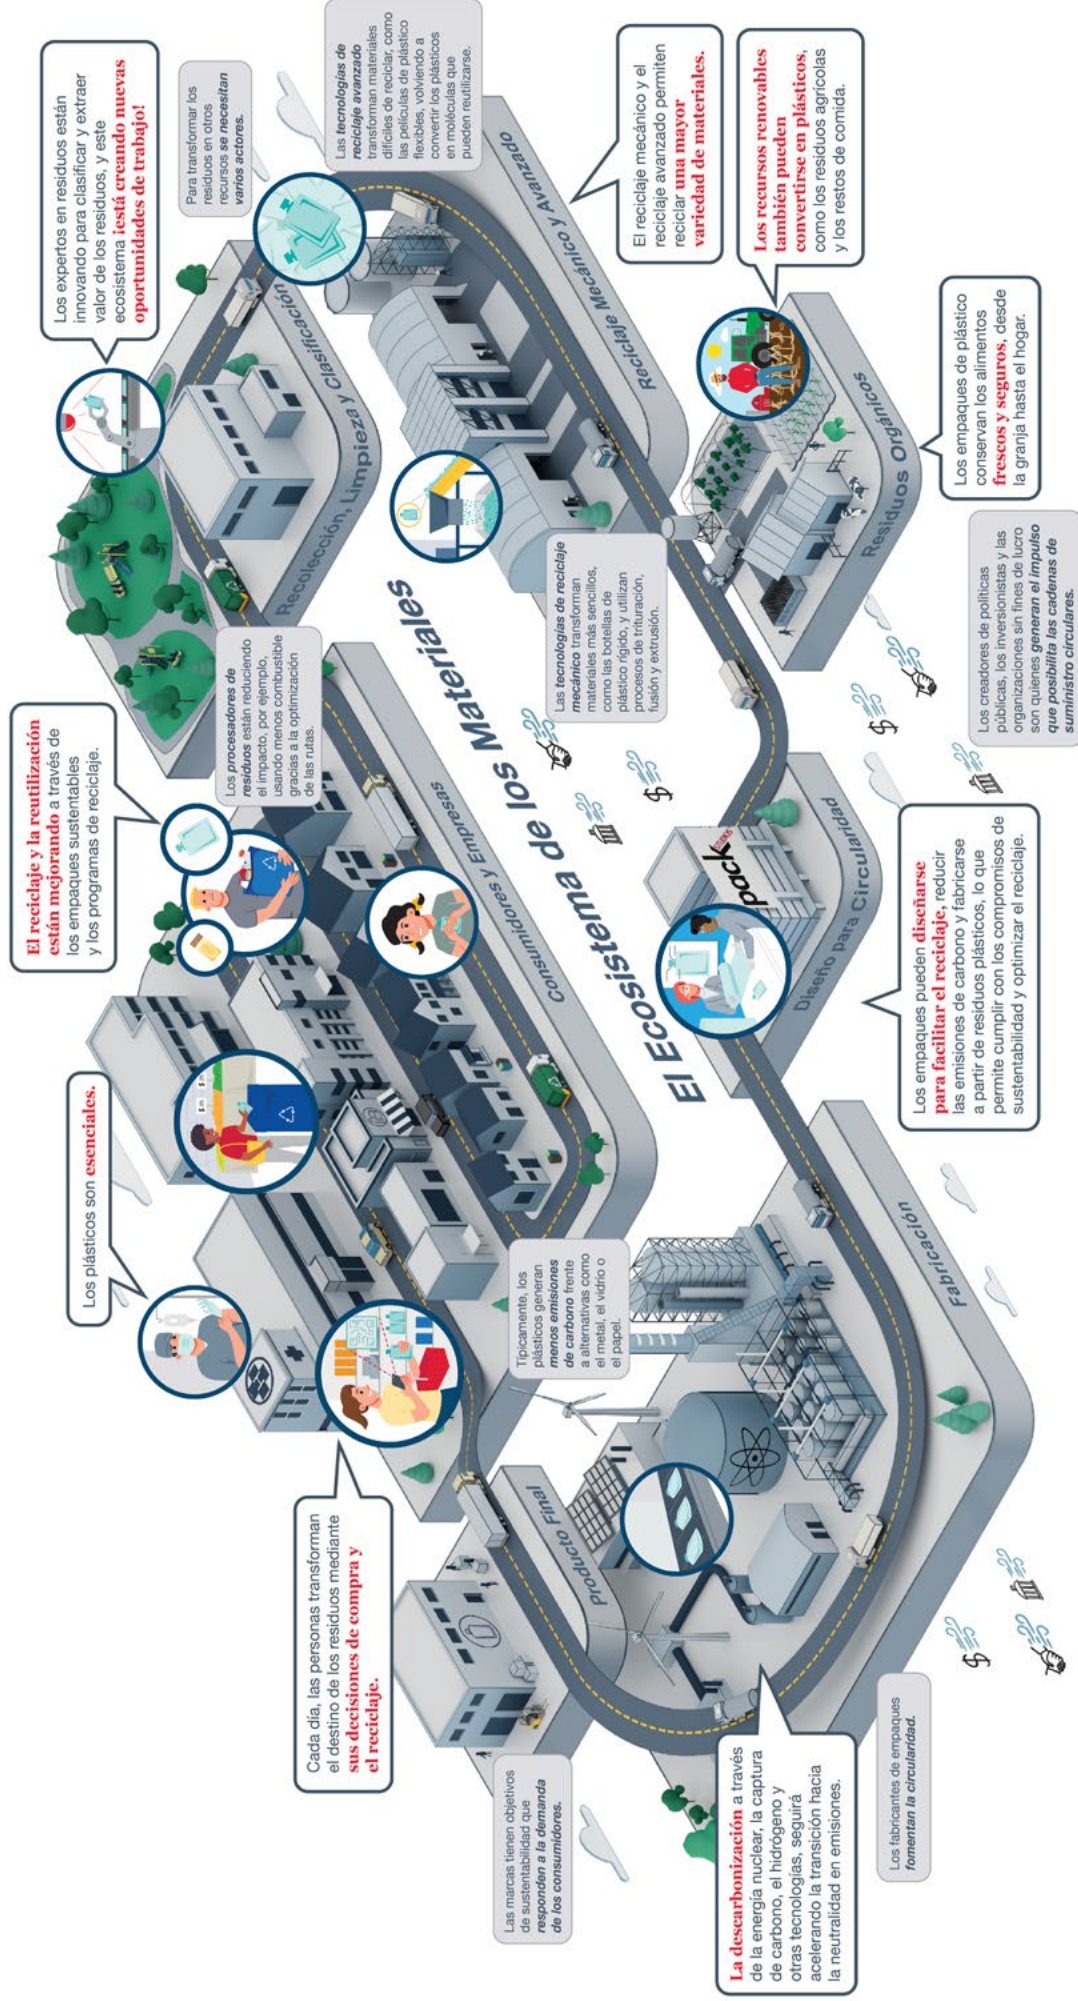 Los plásticos son esenciales.
El reciclaje y la reutilización
están mejorando a través de
los empaques sustentables
y los programas de reciclaje.
Los expertos en residuos están
innovando para clasificar y extraer
valor de los residuos, y este
ecosistema ¡está creando nuevas
oportunidades de trabajo!
Cada día, las personas transforman
el destino de los residuos mediante
sus decisiones de compra y
el reciclaje.
Los procesadores de
residuos están reduciendo
el impacto, por ejemplo,
usando menos combustible
gracias a la optimización
de las rutas.
Para transformar los
residuos en otros
recursos se necesitan
varios actores.
Recolección, Limpieza y Clasificación
Las tecnologías de
reciclaje avanzado
transforman materiales
difíciles de reciclar, como
las películas de plástico
flexibles, volviendo a
convertir los plásticos
en moléculas que
pueden reutilizarse.
Consumidores y Empresas
Las marcas tienen objetivos
de sustentabilidad que
responden a la demanda
de los consumidores.
Producto Final
Típicamente, los
plásticos generan
menos emisiones
de carbono frente
a alternativas como
el metal, el vidrio o
el papel.
El Ecosistema de los Materiales
Las tecnologías de reciclaje
mecánico transforman
materiales más sencillos,
como las botellas de
plástico rígido, y utilizan
procesos de trituración,
fusión y extrusión.
Reciclaje Mecánico y Avanzado
El reciclaje mecánico y el
reciclaje avanzado permiten
reciclar una mayor
variedad de materiales.
pack
STUDIOS
Diseño para Circularidad
Los recursos renovables
también pueden
convertirse en plásticos,
como los residuos agrícolas
y los restos de comida.
La descarbonización a través
de la energía nuclear, la captura
de carbono, el hidrógeno y
otras tecnologías, seguirá
acelerando la transición hacia
la neutralidad en emisiones.
Fabricación
Residuos Orgánicos
Los fabricantes de empaques
fomentan la circularidad.
Los empaques pueden diseñarse
para facilitar el reciclaje, reducir
las emisiones de carbono y fabricarse
a partir de residuos plásticos, lo que
permite cumplir con los compromisos de
sustentabilidad y optimizar el reciclaje.
Los empaques de plástico
conservan los alimentos
frescos y seguros, desde
la granja hasta el hogar.
Los creadores de políticas
públicas, los inversionistas y las
organizaciones sin fines de lucro
son quienes generan el impulso
que posibilita las cadenas de
suministro circulares.